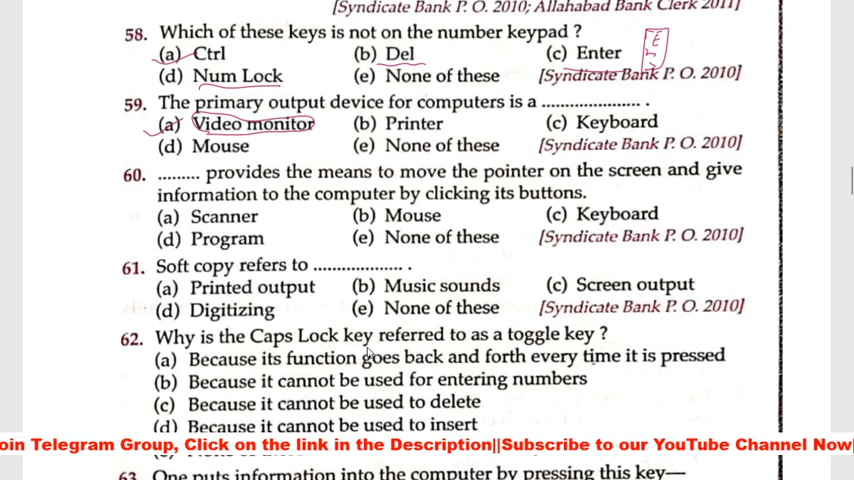 [Syndicate Bank P. O. 2010; Allahabad Bank Clerk 2011]
58. Which of these keys is not on the number keypad ?
(a) Ctrl (b) Del (c) Enter
(d) Num Lock (e) None of these [Syndicate Bank P. O. 2010]
59. The primary output device for computers is a .................... .
(a) Video monitor (b) Printer (c) Keyboard
(d) Mouse (e) None of these [Syndicate Bank P. O. 2010]
60. ......... provides the means to move the pointer on the screen and give
information to the computer by clicking its buttons.
(a) Scanner (b) Mouse (c) Keyboard
(d) Program (e) None of these [Syndicate Bank P. O. 2010]
61. Soft copy refers to ................... .
(a) Printed output (b) Music sounds (c) Screen output
(d) Digitizing (e) None of these [Syndicate Bank P. O. 2010]
62. Why is the Caps Lock key referred to as a toggle key ?
(a) Because its function goes back and forth every time it is pressed
(b) Because it cannot be used for entering numbers
(c) Because it cannot be used to delete
(d) Because it cannot be used to insert
oin Telegram Group, Click on the link in the Description||Subscribe to our YouTube Channel Now|
63. One puts information into the computer by pressing this key—